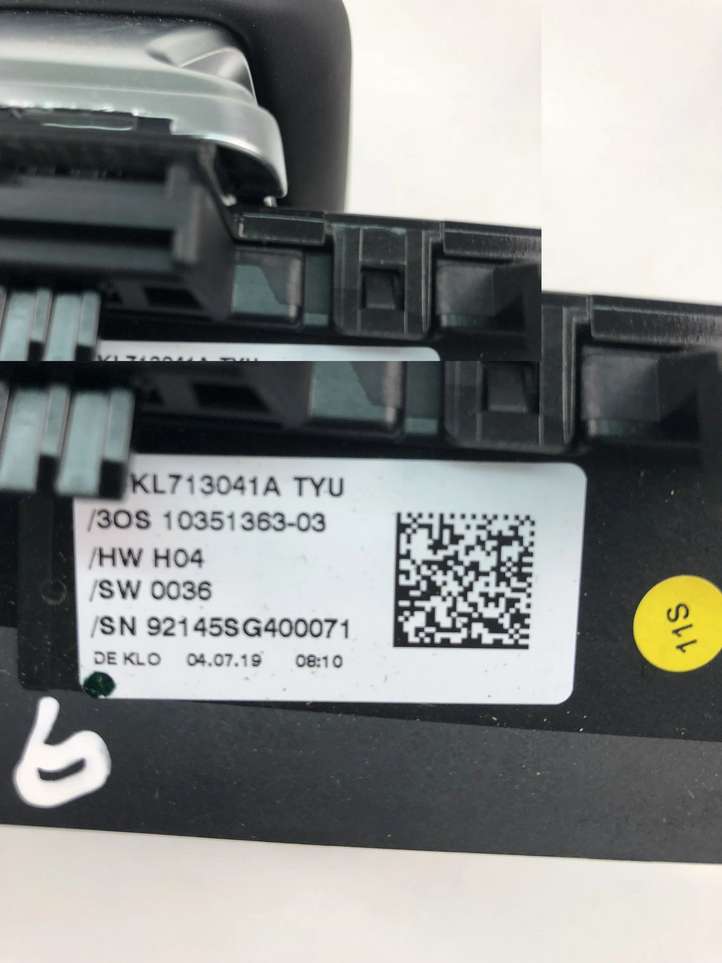 KL713041A TYU
/3OS 10351363-03
/HW H04
/SW 0036
/SN 92145SG400071
DE KLO 04.07.19 08:10
11S
6